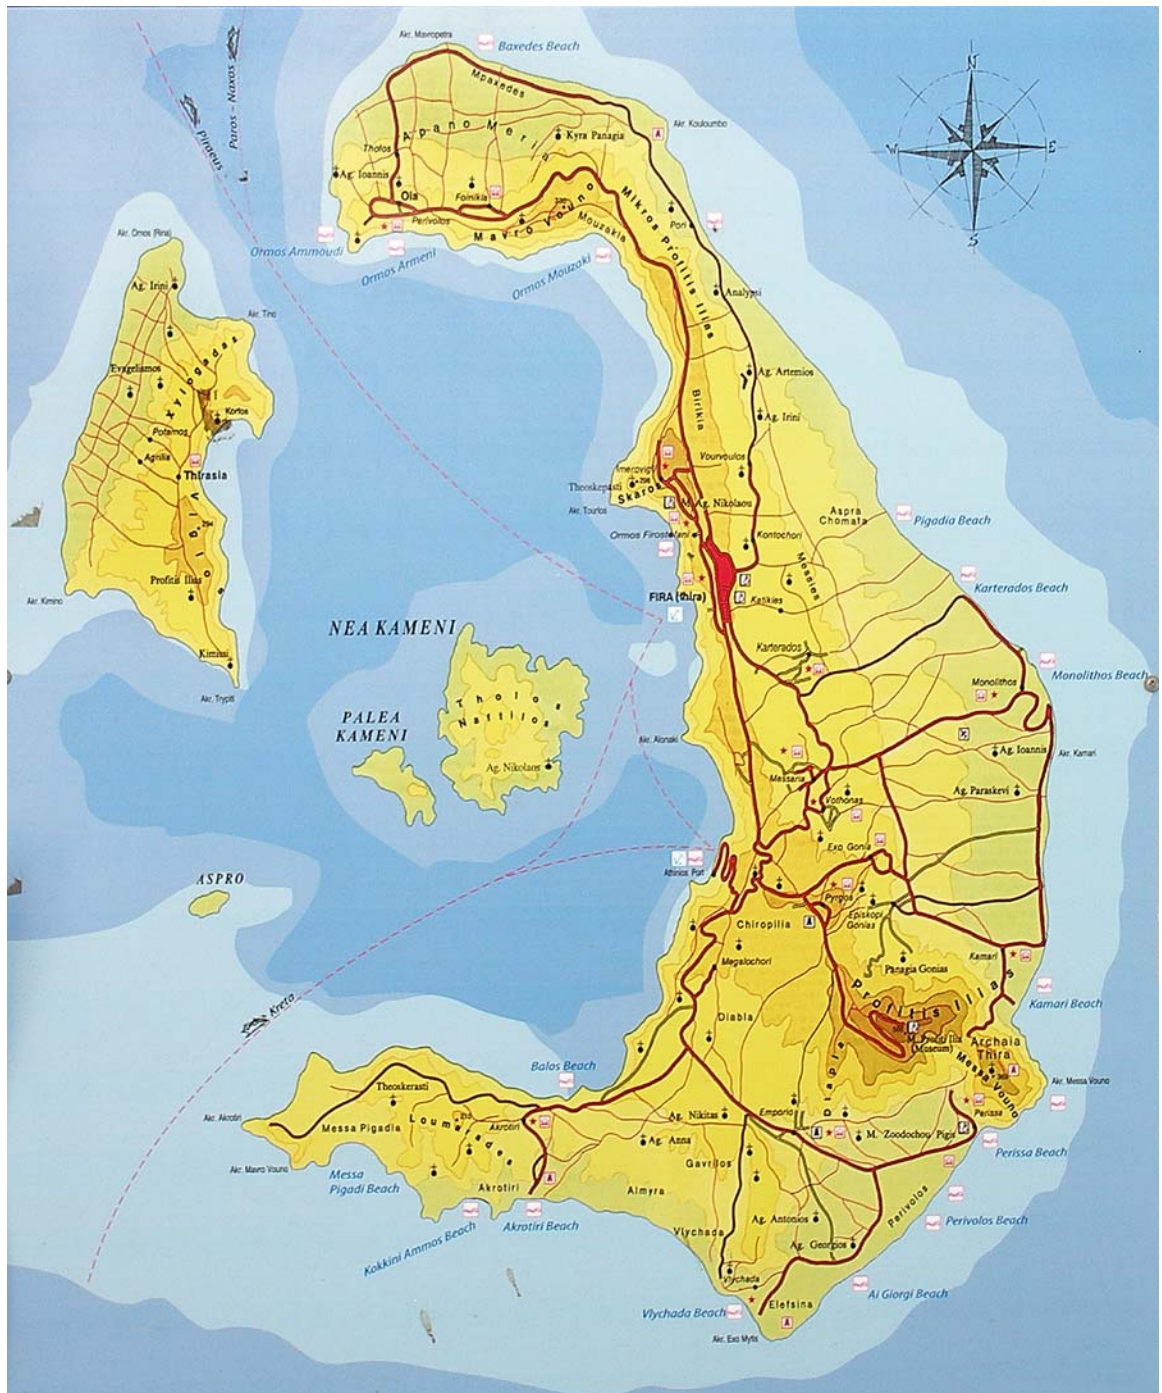 Akr. Mavropetra
Baxedes Beach
Mpaxedes
Paros - Naxos
Piraeus
N
W
E
S
Apano Meria
Kyra Panagia
Akr. Kouloumbo
Tholos
Ag. Ioannis
Oia
Foinikia
Perivolos
Mavro Vouno
Mouzakia
Mikros Profitis Ilias
Pori
Ormos Ammoudi
Ormos Armeni
Ormos Mouzaki
Akr. Ormos (Rina)
Ag. Irini
Akr. Tino
Analypsi
Evagelismos
Xylogadas
Korfos
Potamos
Agrilia
Thirasia
Viglos
294
Profitis Ilias
Akr. Kimino
Kimissi
Akr. Trypiti
Ag. Artemios
Birikia
Ag. Irini
Vourvoulos
Imerovigli
Theoskepasti
298
Skaros
M. Ag. Nikolaou
Akr. Tourlos
Ormos Firostefani
Kontochori
Aspra
Chomata
Pigadia Beach
Messies
Karterados Beach
FIRA (thira)
Katikies
Karterados
Monolithos Beach
Monolithos
NEA KAMENI
Tholos
Naftilos
Ag. Nikolaos
PALEA
KAMENI
Akr. Alonaki
Messaria
Vothonas
Ag. Ioannis
Akr. Kamari
Ag. Paraskevi
Exo Gonia
Athinios Port
ASPRO
Pyrgos
Episkopi
Gonias
Chiropilia
Megalochori
Kamari
Panagia Gonias
Kamari Beach
Profitis Ilias
M. Profiti Ilia
(Museum)
Archaia
Thira
369
Messa Vouno
Akr. Messa Vouno
Kreta
Diabla
Balos Beach
Theoskerasti
Akr. Akrotiri
Messa Pigadia
Loumarades
Akrotiri
Ag. Nikitas
Emporio
Perissa
M. Zoodochou Pigis
Perissa Beach
Ag. Anna
Gavrilos
Akr. Mavro Vouno
Messa
Pigadi Beach
Akrotiri
Almyra
Kokkini Ammos Beach
Akrotiri Beach
Vlychada
Ag. Antonios
Perivolos
Perivolos Beach
Ag. Georgios
Vlychada
Elefsina
Ai Giorgi Beach
Vlychada Beach
Akr. Exo Mytis